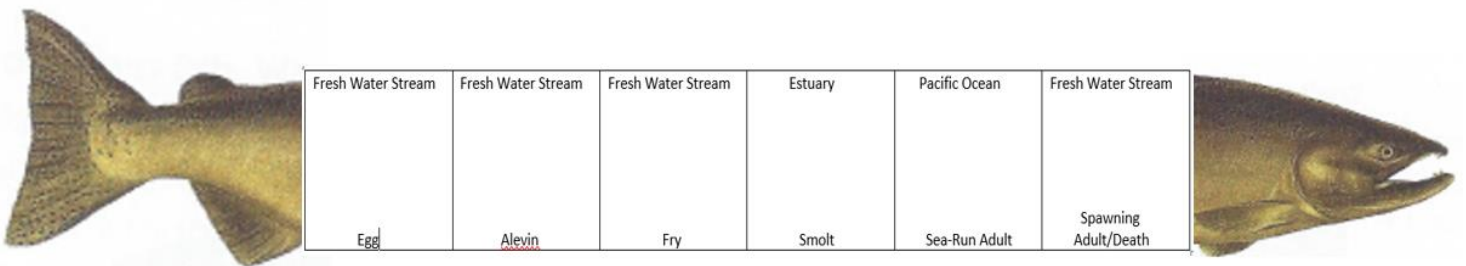 Fresh Water Stream
Fresh Water Stream
Fresh Water Stream
Estuary
Pacific Ocean
Fresh Water Stream
Egg
Alevin
Fry
Smolt
Sea-Run Adult
Spawning
Adult/Death